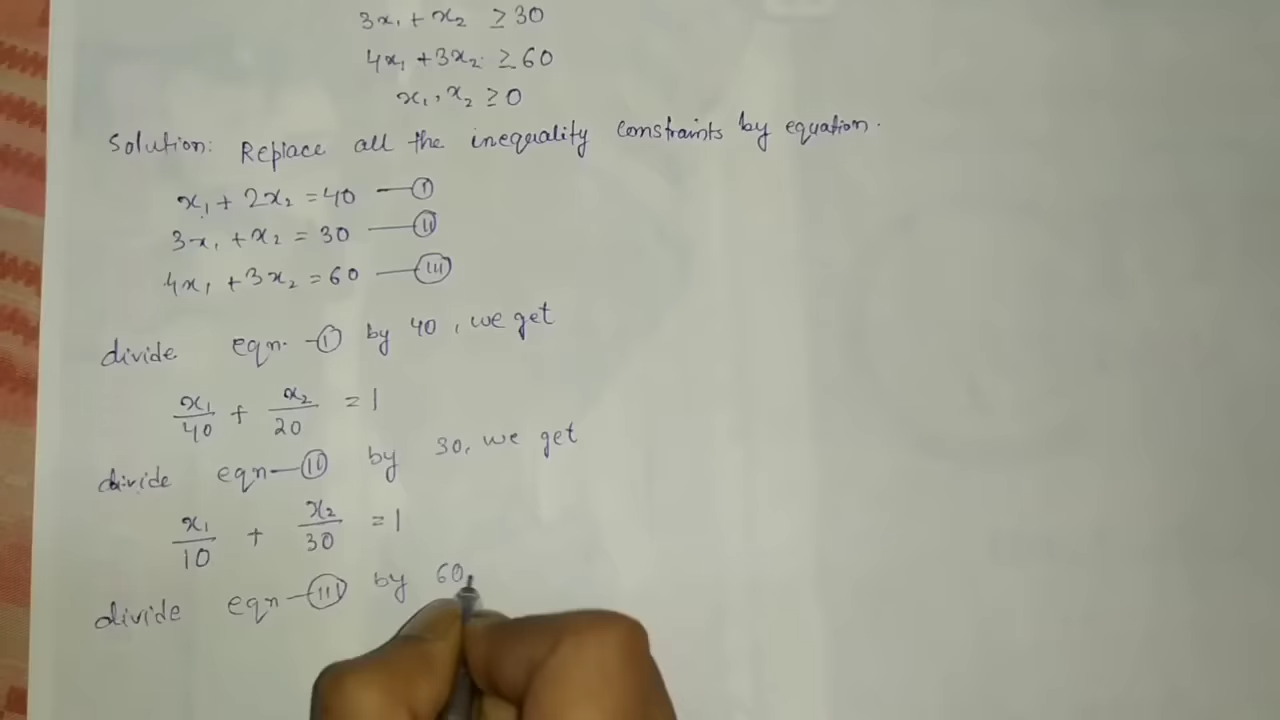 3x₁ + x₂ ≥ 30
4x₁ + 3x₂ ≥ 60
x₁, x₂ ≥ 0
Solution: Replace all the inequality constraints by equation.
x₁ + 2x₂ = 40 — (I)
3x₁ + x₂ = 30 — (II)
4x₁ + 3x₂ = 60 — (III)
divide eqn. — (I) by 40, we get
x₁/40 + x₂/20 = 1
divide eqn — (II) by 30, we get
x₁/10 + x₂/30 = 1
divide eqn — (III) by 60,